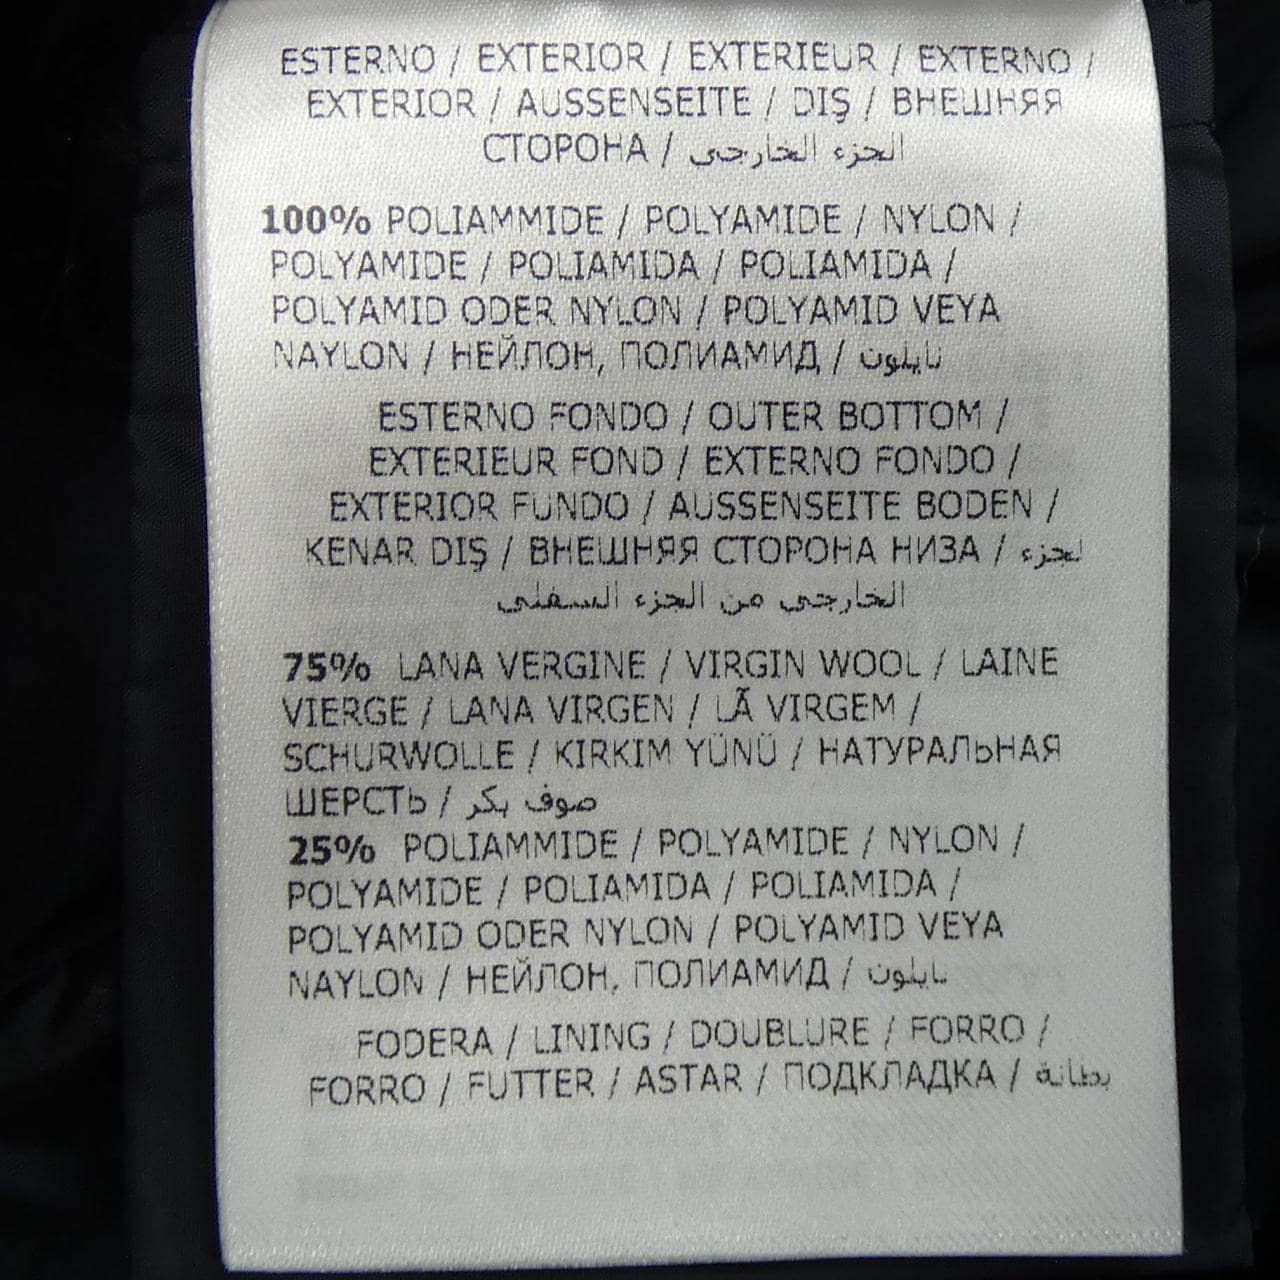 ESTERNO / EXTERIOR / EXTERIEUR / EXTERNO /
EXTERIOR / AUSSENSEITE / DIŞ / ВНЕШНЯЯ
СТОРОНА / الجزء الخارجى
100% POLIAMMIDE / POLYAMIDE / NYLON /
POLYAMIDE / POLIAMIDA / POLIAMIDA /
POLYAMID ODER NYLON / POLYAMID VEYA
NAYLON / НЕЙЛОН, ПОЛИАМИД / نايلون
ESTERNO FONDO / OUTER BOTTOM /
EXTERIEUR FOND / EXTERNO FONDO /
EXTERIOR FUNDO / AUSSENSEITE BODEN /
KENAR DIŞ / ВНЕШНЯЯ СТОРОНА НИЗА / لجزء
الخارجى من الجزء السفلى
75% LANA VERGINE / VIRGIN WOOL / LAINE
VIERGE / LANA VIRGEN / LÃ VIRGEM /
SCHURWOLLE / KIRKIM YÜNÜ / НАТУРАЛЬНАЯ
ШЕРСТЬ / صوف بكر
25% POLIAMMIDE / POLYAMIDE / NYLON /
POLYAMIDE / POLIAMIDA / POLIAMIDA /
POLYAMID ODER NYLON / POLYAMID VEYA
NAYLON / НЕЙЛОН, ПОЛИАМИД / نايلون
FODERA / LINING / DOUBLURE / FORRO /
FORRO / FUTTER / ASTAR / ПОДКЛАДКА / بطانة